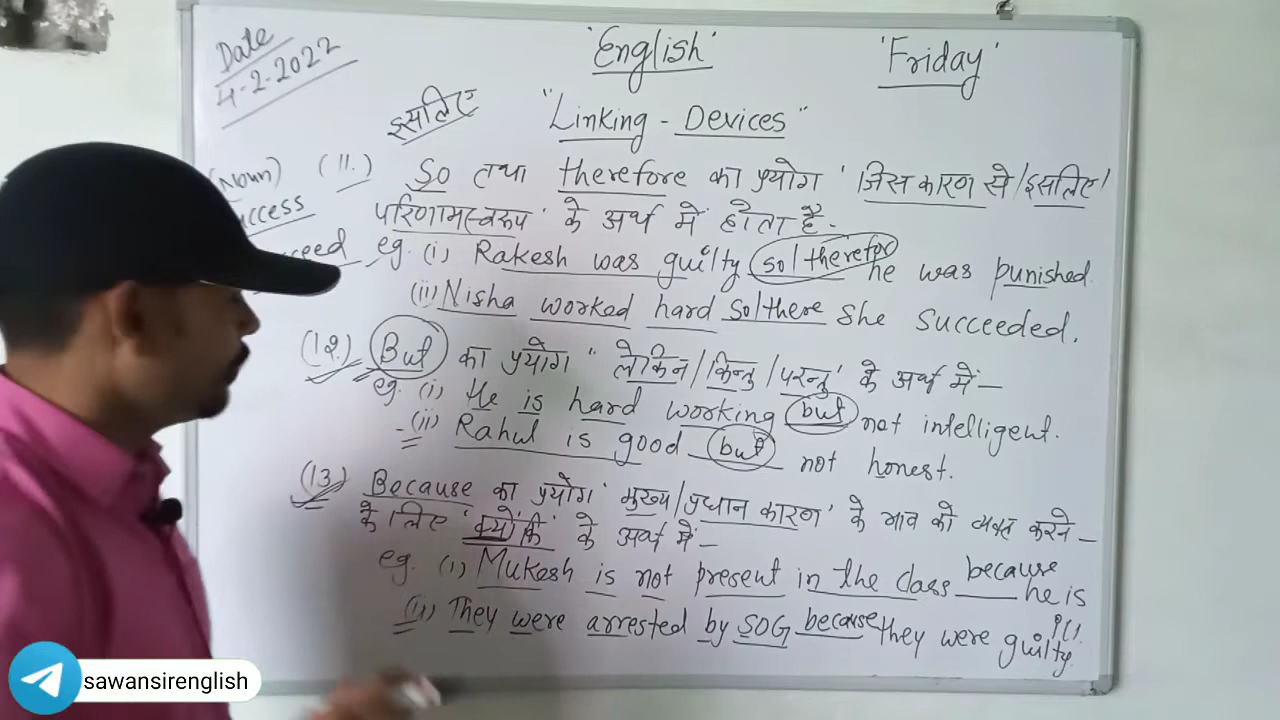 Date
4-2-2022
'English'
'Friday'
इसलिए
"Linking - Devices"
(Noun)
(11.) So तथा therefore का प्रयोग 'जिस कारण से/इसलिए/
परिणामस्वरूप' के अर्थ में होता है-
eg. (i) Rakesh was guilty so/therefor he was punished.
(ii) Nisha worked hard so/there she succeeded.
(12.) But का प्रयोग "लेकिन/किन्तु/परन्तु' के अर्थ में-
eg. (i) He is hard working but not intelligent.
(ii) Rahul is good but not honest.
(13.) Because का प्रयोग 'मुख्य/प्रधान कारण' के भाव को व्यक्त करने
के लिए 'क्योंकि' के अर्थ में-
eg. (i) Mukesh is not present in the class because he is ill.
(ii) They were arrested by SOG because they were guilty.
sawansirenglish